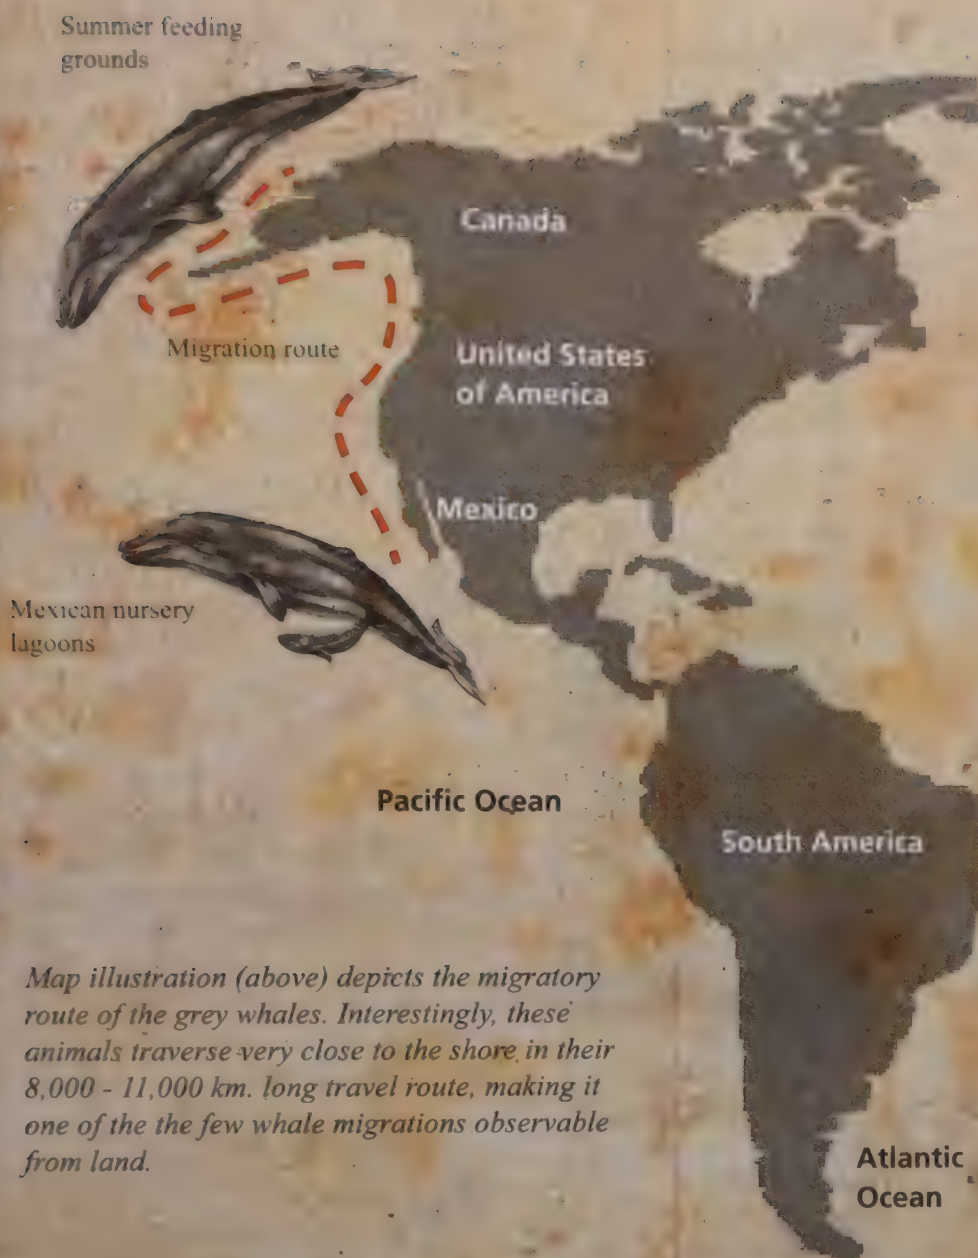 Summer feeding
grounds
Canada
Migration route
United States
of America
Mexico
Mexican nursery
lagoons
Pacific Ocean
South America
Map illustration (above) depicts the migratory
route of the grey whales. Interestingly, these
animals traverse very close to the shore in their
8,000 - 11,000 km. long travel route, making it
one of the the few whale migrations observable
from land.
Atlantic
Ocean